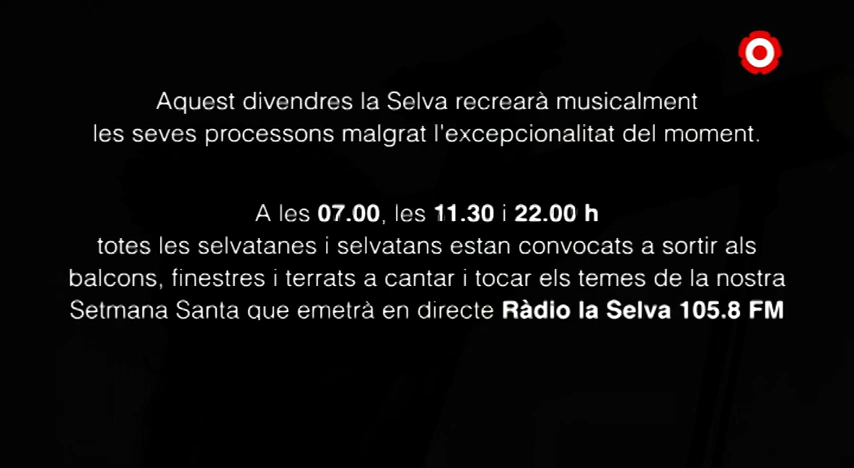 Aquest divendres la Selva recrearà musicalment
les seves processons malgrat l'excepcionalitat del moment.
A les 07.00, les 11.30 i 22.00 h
totes les selvatanes i selvatans estan convocats a sortir als
balcons, finestres i terrats a cantar i tocar els temes de la nostra
Setmana Santa que emetrà en directe Ràdio la Selva 105.8 FM